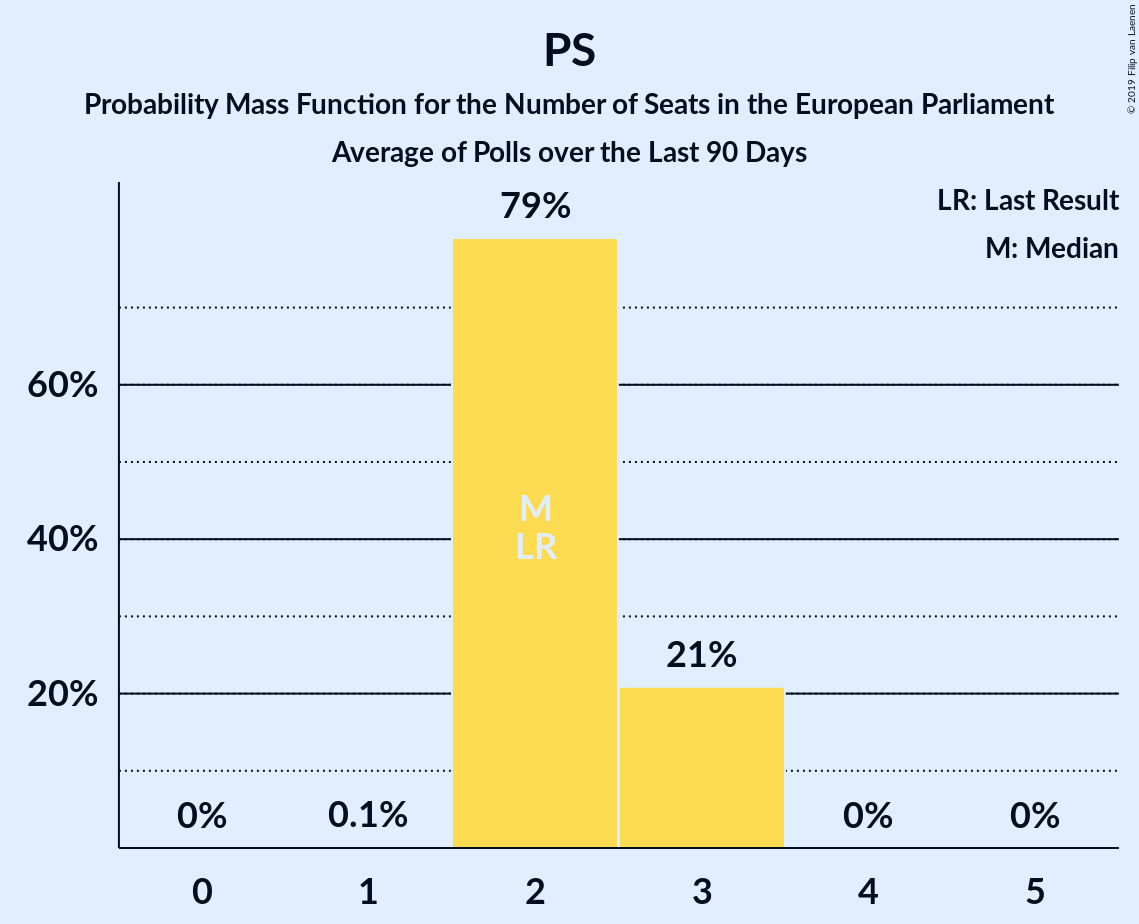 PS
Probability Mass Function for the Number of Seats in the European Parliament
Average of Polls over the Last 90 Days
© 2019 Filip van Laenen
LR: Last Result
M: Median
79%
60%
M
40%
LR
21%
20%
0%
0.1%
0%
0%
0
1
2
3
4
5